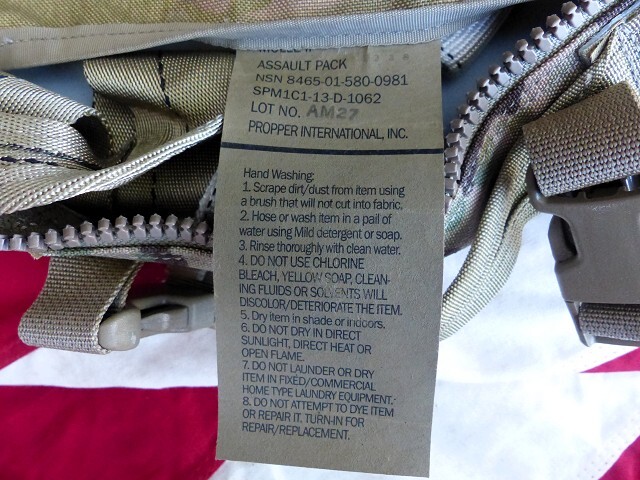 MOLLE II
ASSAULT PACK
NSN 8465-01-580-0981
SPM1C1-13-D-1062
LOT NO. AM27
PROPPER INTERNATIONAL, INC.
Hand Washing:
1. Scrape dirt/dust from item using
a brush that will not cut into fabric.
2. Hose or wash item in a pail of
water using Mild detergent or soap.
3. Rinse thoroughly with clean water.
4. DO NOT USE CHLORINE
BLEACH, YELLOW SOAP, CLEAN-
ING FLUIDS OR SOLVENTS WILL
DISCOLOR/DETERIORATE THE ITEM.
5. Dry item in shade or indoors.
6. DO NOT DRY IN DIRECT
SUNLIGHT, DIRECT HEAT OR
OPEN FLAME.
7. DO NOT LAUNDER OR DRY
ITEM IN FIXED/COMMERCIAL
HOME TYPE LAUNDRY EQUIPMENT.
8. DO NOT ATTEMPT TO DYE ITEM
OR REPAIR IT. TURN-IN FOR
REPAIR/REPLACEMENT.